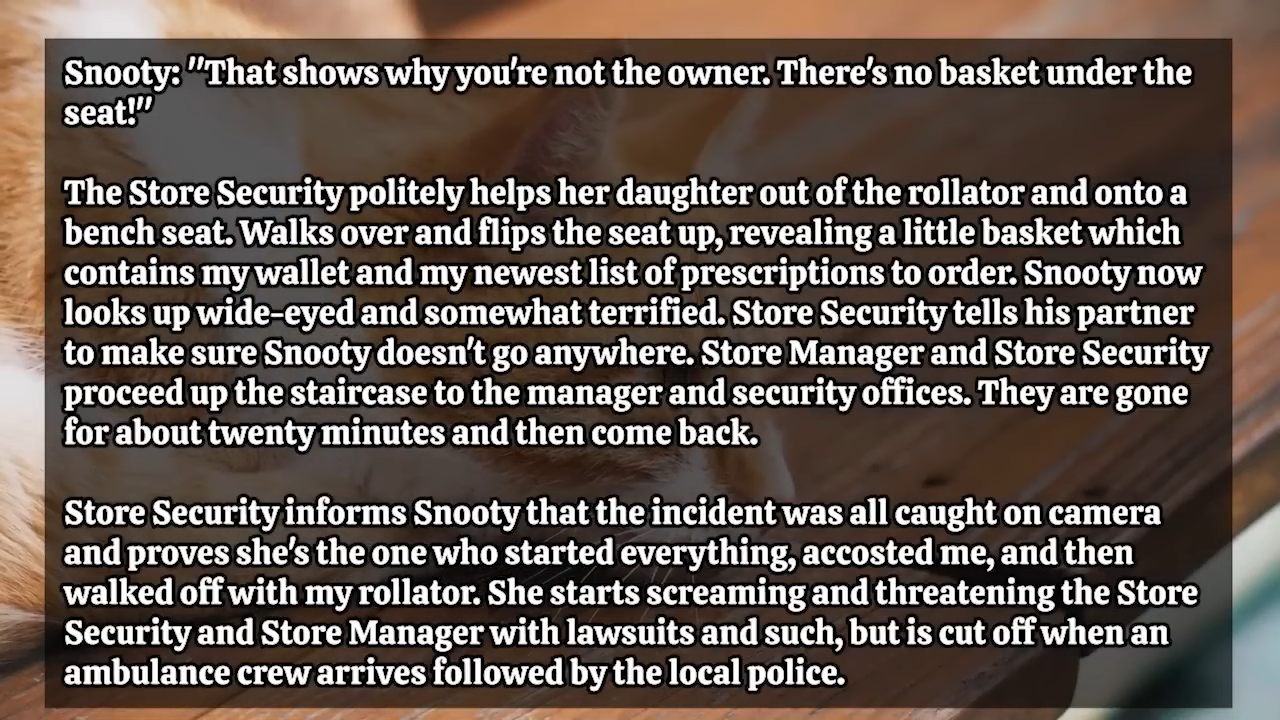 Snooty: "That shows why you're not the owner. There's no basket under the
seat!"
The Store Security politely helps her daughter out of the rollator and onto a
bench seat. Walks over and flips the seat up, revealing a little basket which
contains my wallet and my newest list of prescriptions to order. Snooty now
looks up wide-eyed and somewhat terrified. Store Security tells his partner
to make sure Snooty doesn't go anywhere. Store Manager and Store Security
proceed up the staircase to the manager and security offices. They are gone
for about twenty minutes and then come back.
Store Security informs Snooty that the incident was all caught on camera
and proves she's the one who started everything, accosted me, and then
walked off with my rollator. She starts screaming and threatening the Store
Security and Store Manager with lawsuits and such, but is cut off when an
ambulance crew arrives followed by the local police.